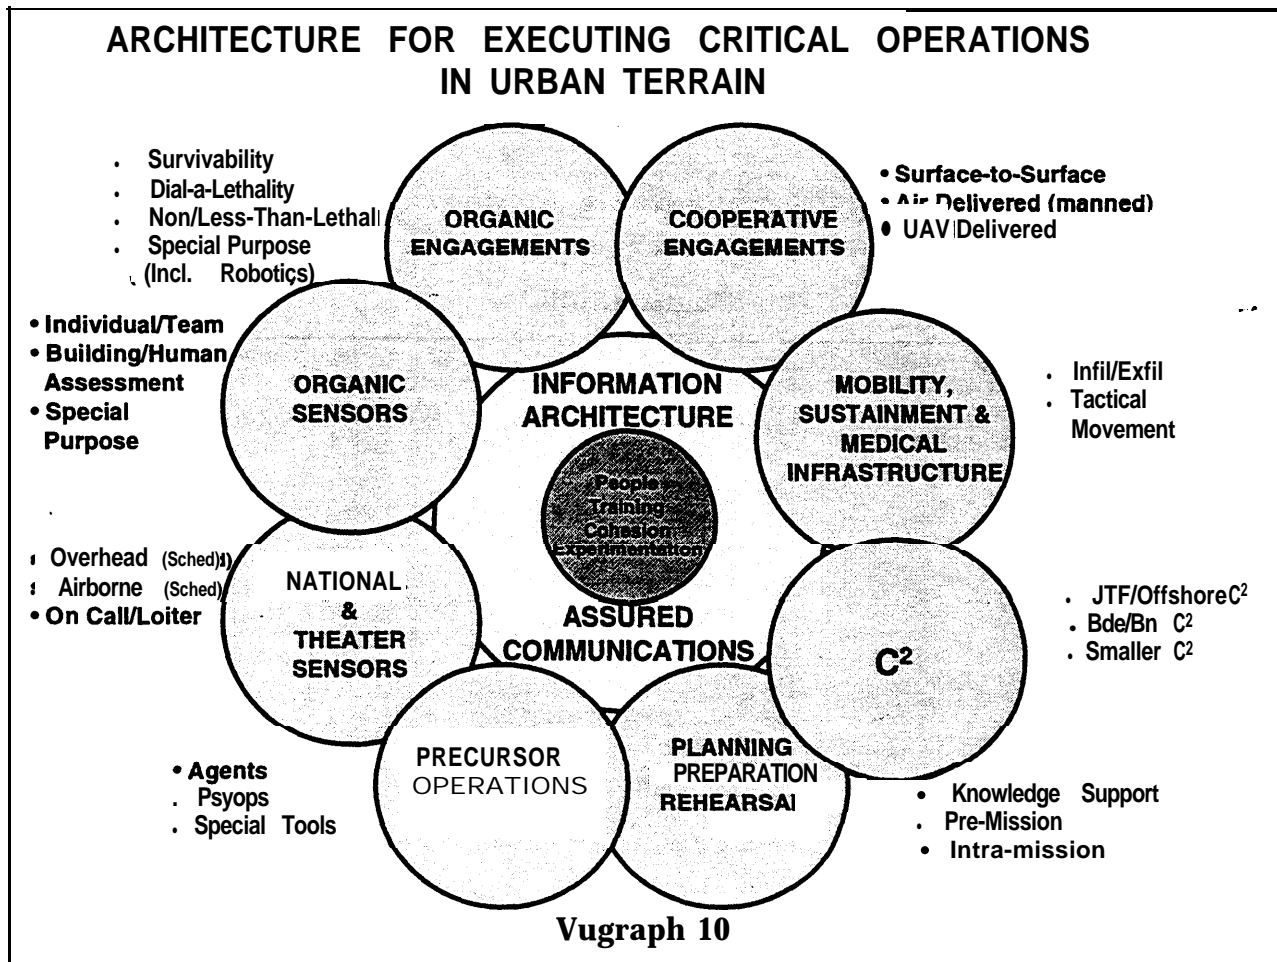 ARCHITECTURE FOR EXECUTING CRITICAL OPERATIONS
IN URBAN TERRAIN
. Survivability
. Dial-a-Lethality
. Non/Less-Than-Lethal
. Special Purpose
(Incl. Robotics)
ORGANIC
ENGAGEMENTS
COOPERATIVE
ENGAGEMENTS
• Surface-to-Surface
• Air Delivered (manned)
• UAV Delivered
• Individual/Team
• Building/Human
Assessment
• Special
Purpose
ORGANIC
SENSORS
INFORMATION
ARCHITECTURE
MOBILITY,
SUSTAINMENT &
MEDICAL
INFRASTRUCTURE
. Infil/Exfil
. Tactical
Movement
People
Training
Cohesion
Experimentation
Overhead (Sched)
Airborne (Sched)
• On Call/Loiter
NATIONAL
&
THEATER
SENSORS
ASSURED
COMMUNICATIONS
C²
. JTF/Offshore C²
. Bde/Bn C²
. Smaller C²
• Agents
. Psyops
. Special Tools
PRECURSOR
OPERATIONS
PLANNING
PREPARATION
REHEARSAL
• Knowledge Support
. Pre-Mission
• Intra-mission
Vugraph 10